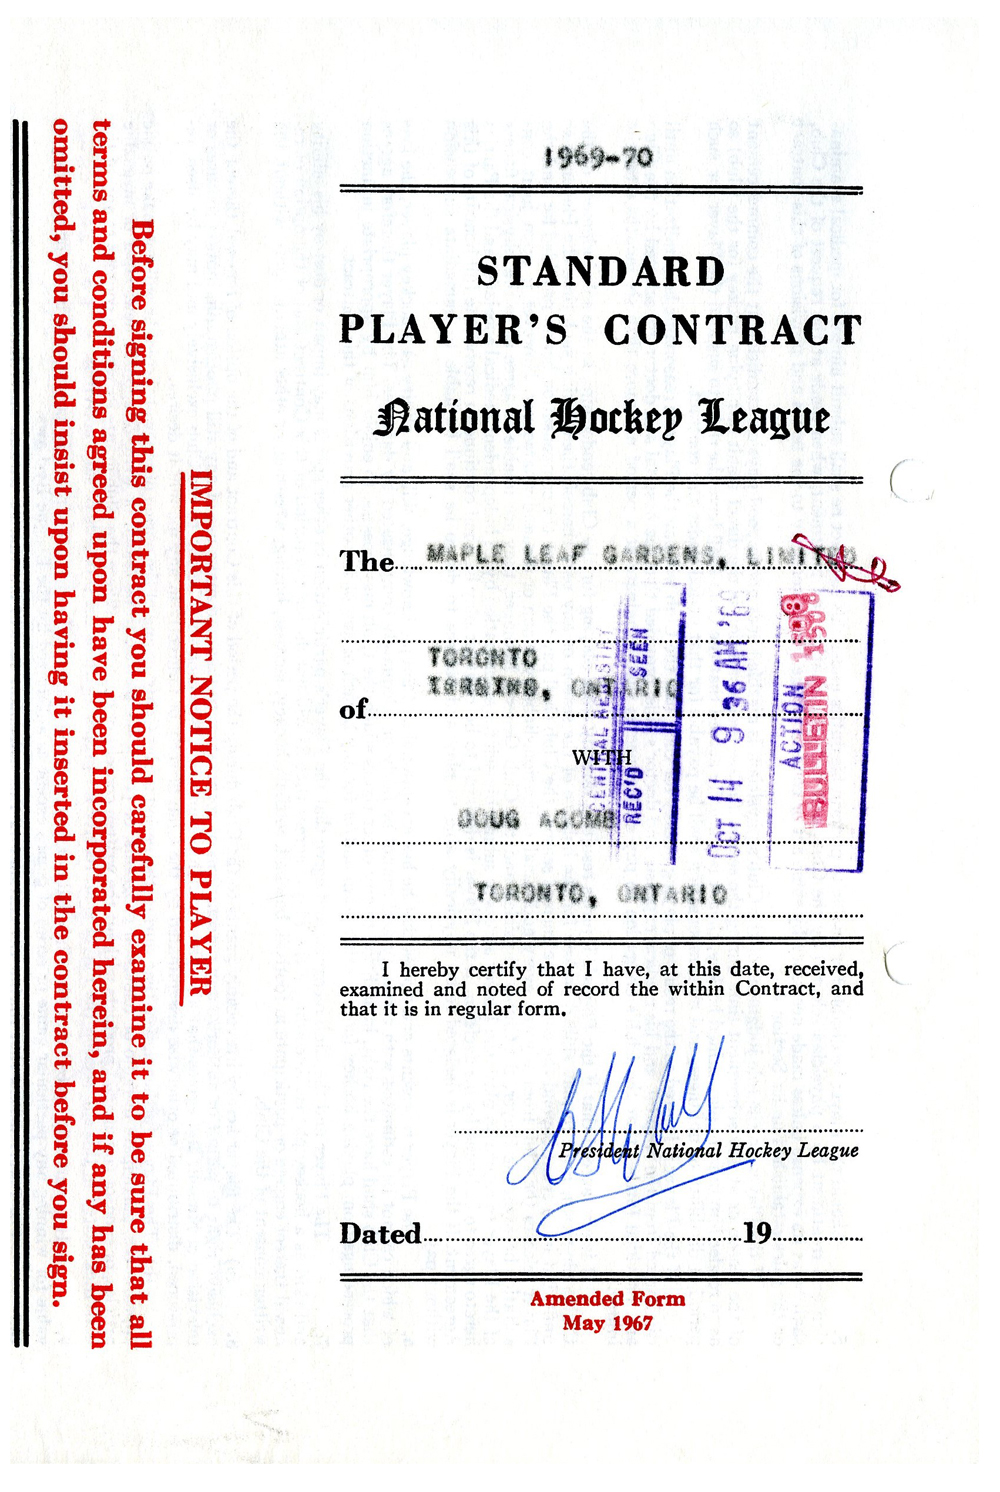 1969-70
STANDARD
PLAYER'S CONTRACT
National Hockey League
The MAPLE LEAF GARDENS, LIMITED
TORONTO
of ONTARIO
WITH
DOUG ACOMB
TORONTO, ONTARIO
CENTRAL REGISTRY
REC'D SEEN
OCT 14 9 36 AM '69
ACTION
BULLETIN 1508
I hereby certify that I have, at this date, received,
examined and noted of record the within Contract, and
that it is in regular form.
President National Hockey League
Dated 19
Amended Form
May 1967
IMPORTANT NOTICE TO PLAYER
Before signing this contract you should carefully examine it to be sure that all
terms and conditions agreed upon have been incorporated herein, and if any has been
omitted, you should insist upon having it inserted in the contract before you sign.